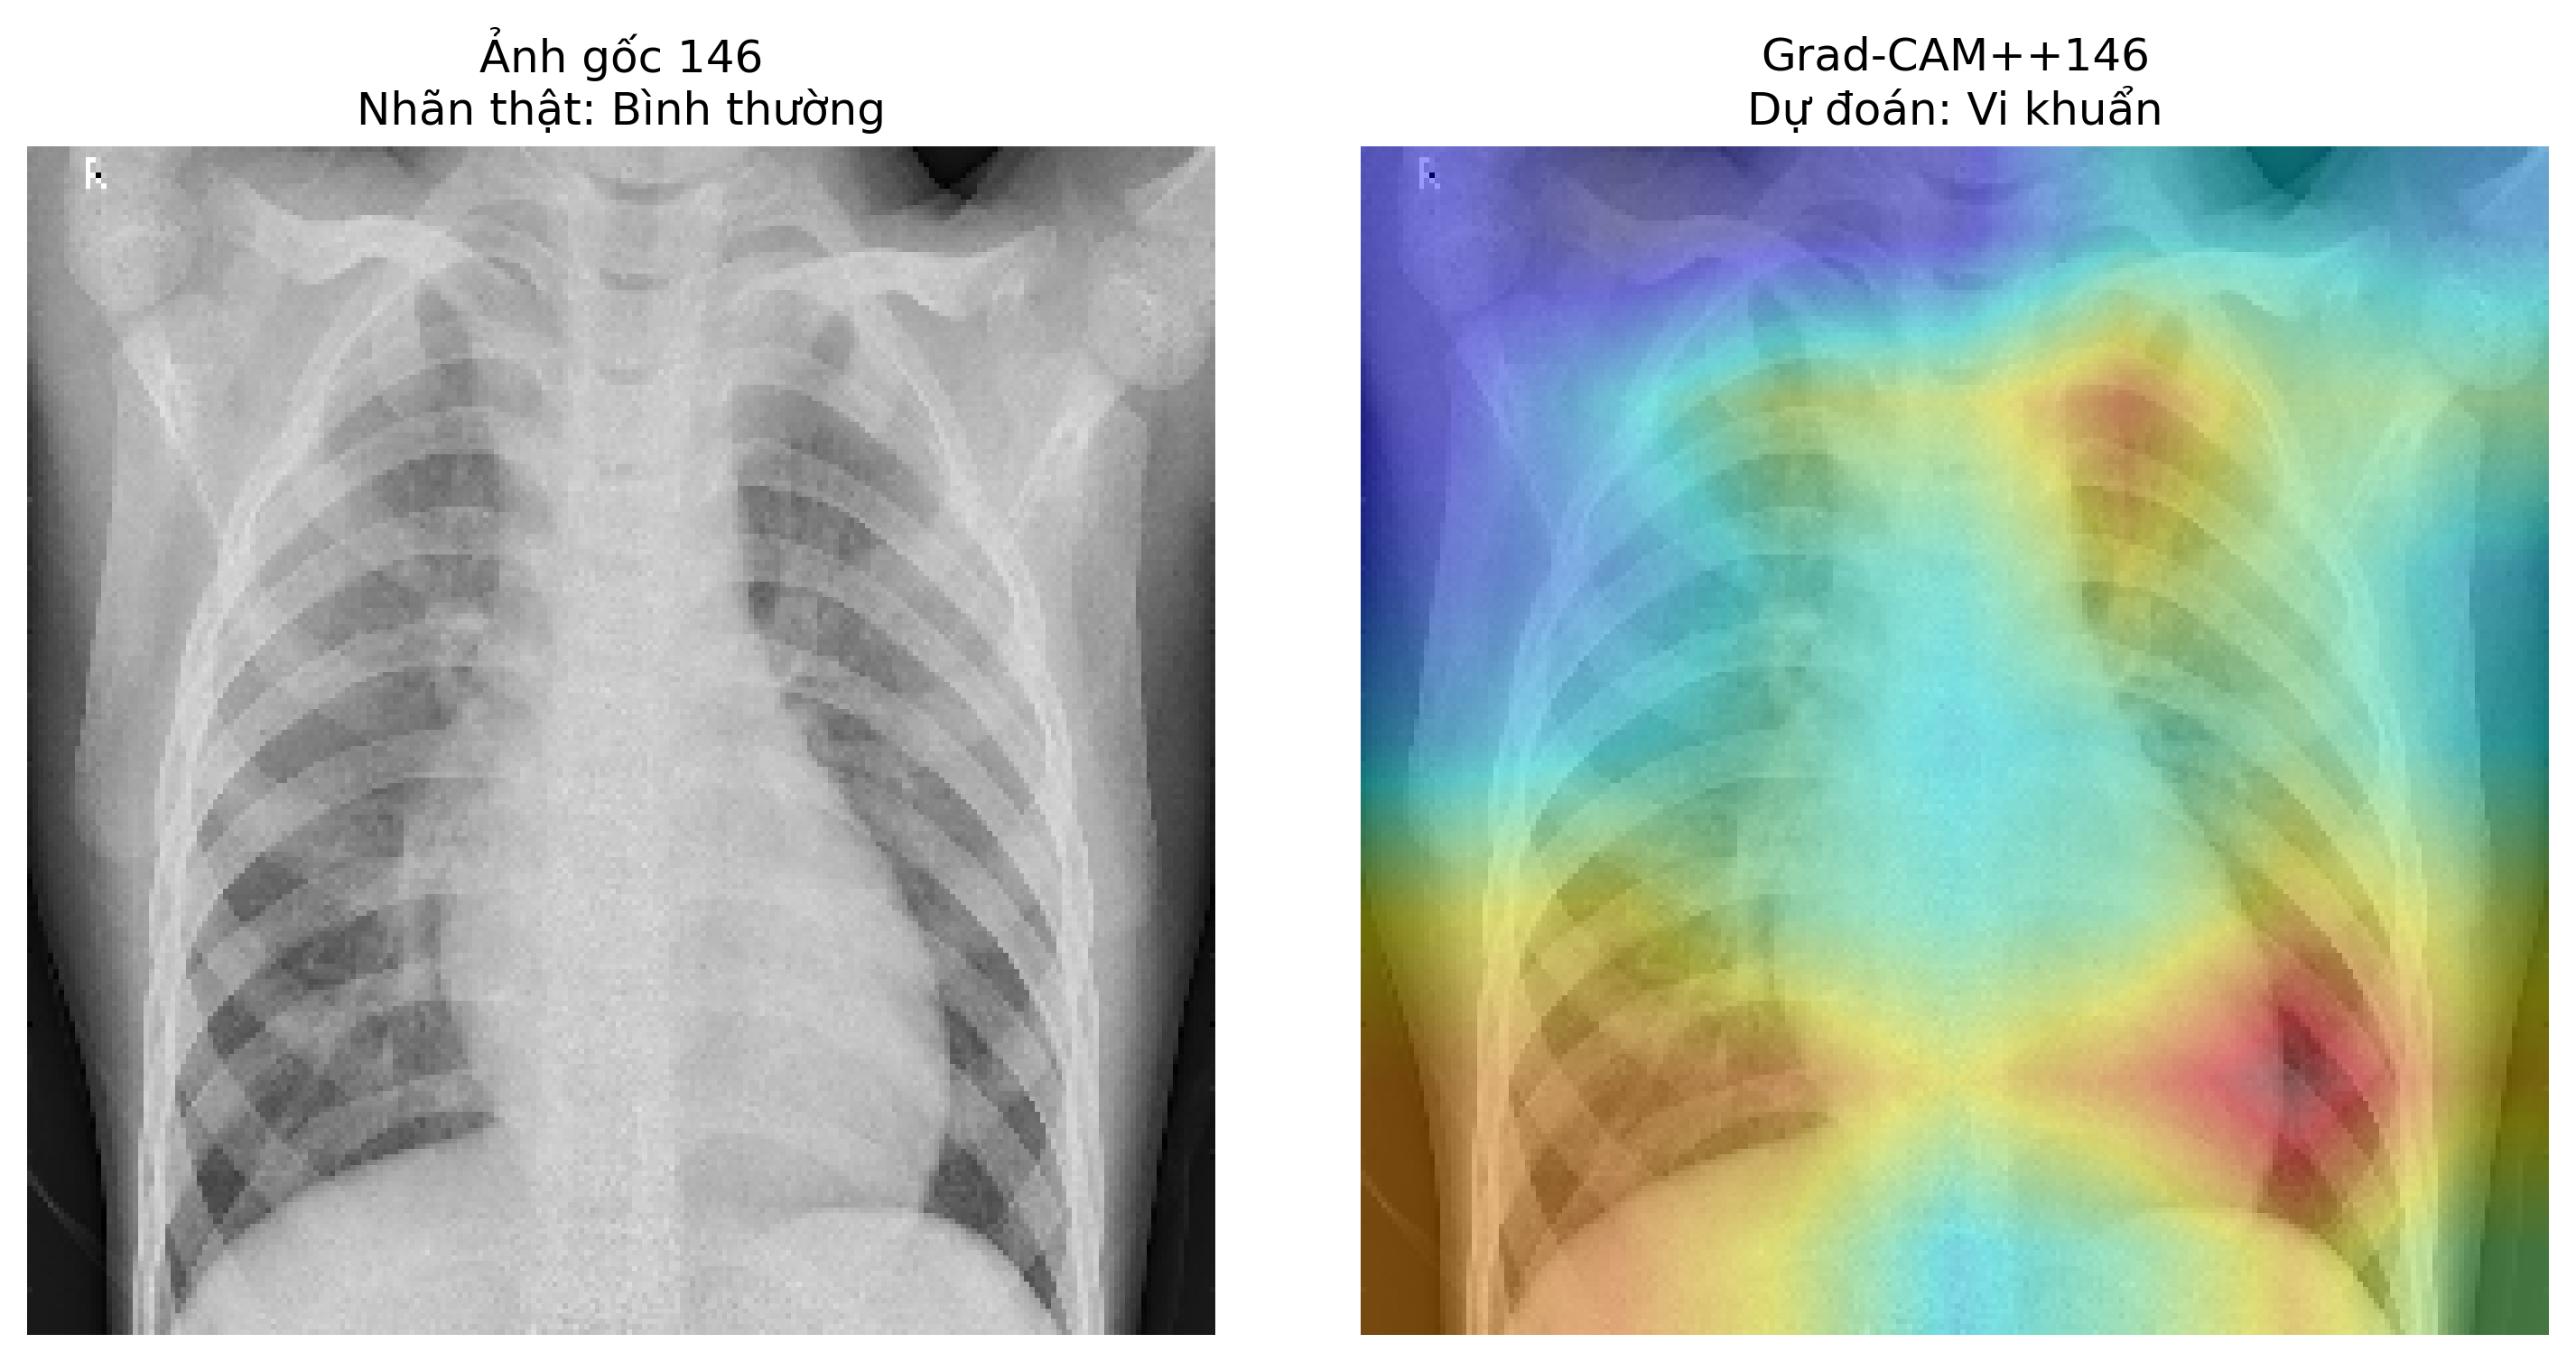 Ảnh gốc 146
Nhãn thật: Bình thường
R
Grad-CAM++146
Dự đoán: Vi khuẩn
R